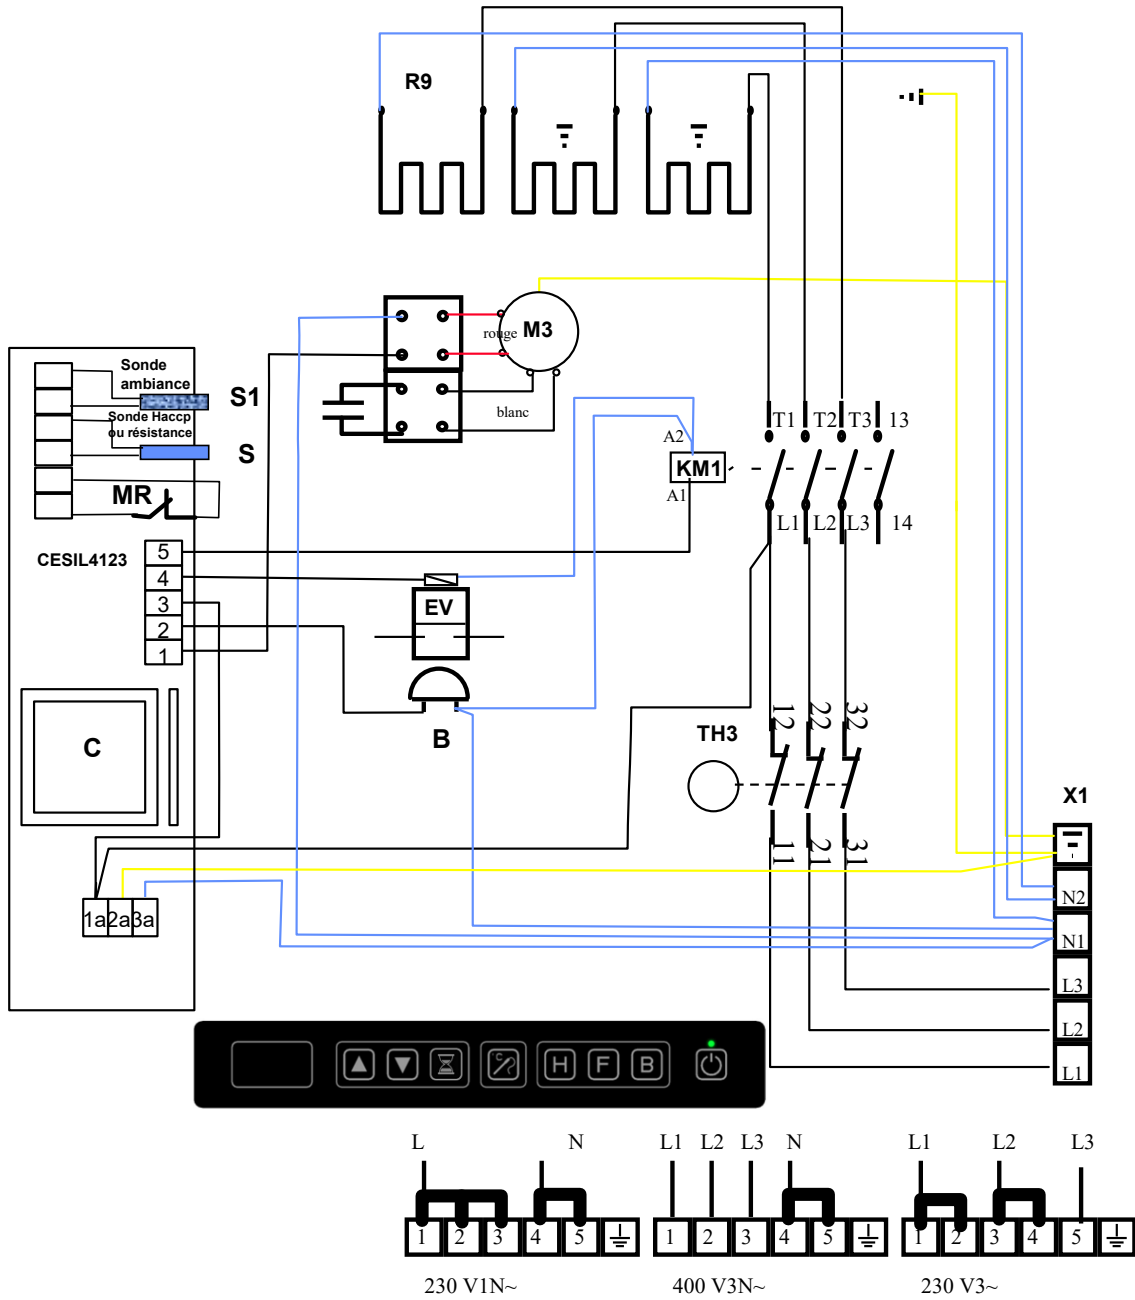 R9
M3
rouge
blanc
Sonde
ambiance
S1
Sonde Haccp
ou résistance
S
MR
CESIL4123
5
4
3
2
1
EV
B
C
A2
KM1
A1
T1 T2 T3 13
L1 L2 L3 14
12 22 32
TH3
11 21 31
X1
N2
N1
L3
L2
L1
1a 2a 3a
°C
H F B
L N
1 2 3 4 5
230 V1N~
L1 L2 L3 N
1 2 3 4 5
400 V3N~
L1 L2 L3
1 2 3 4 5
230 V3~